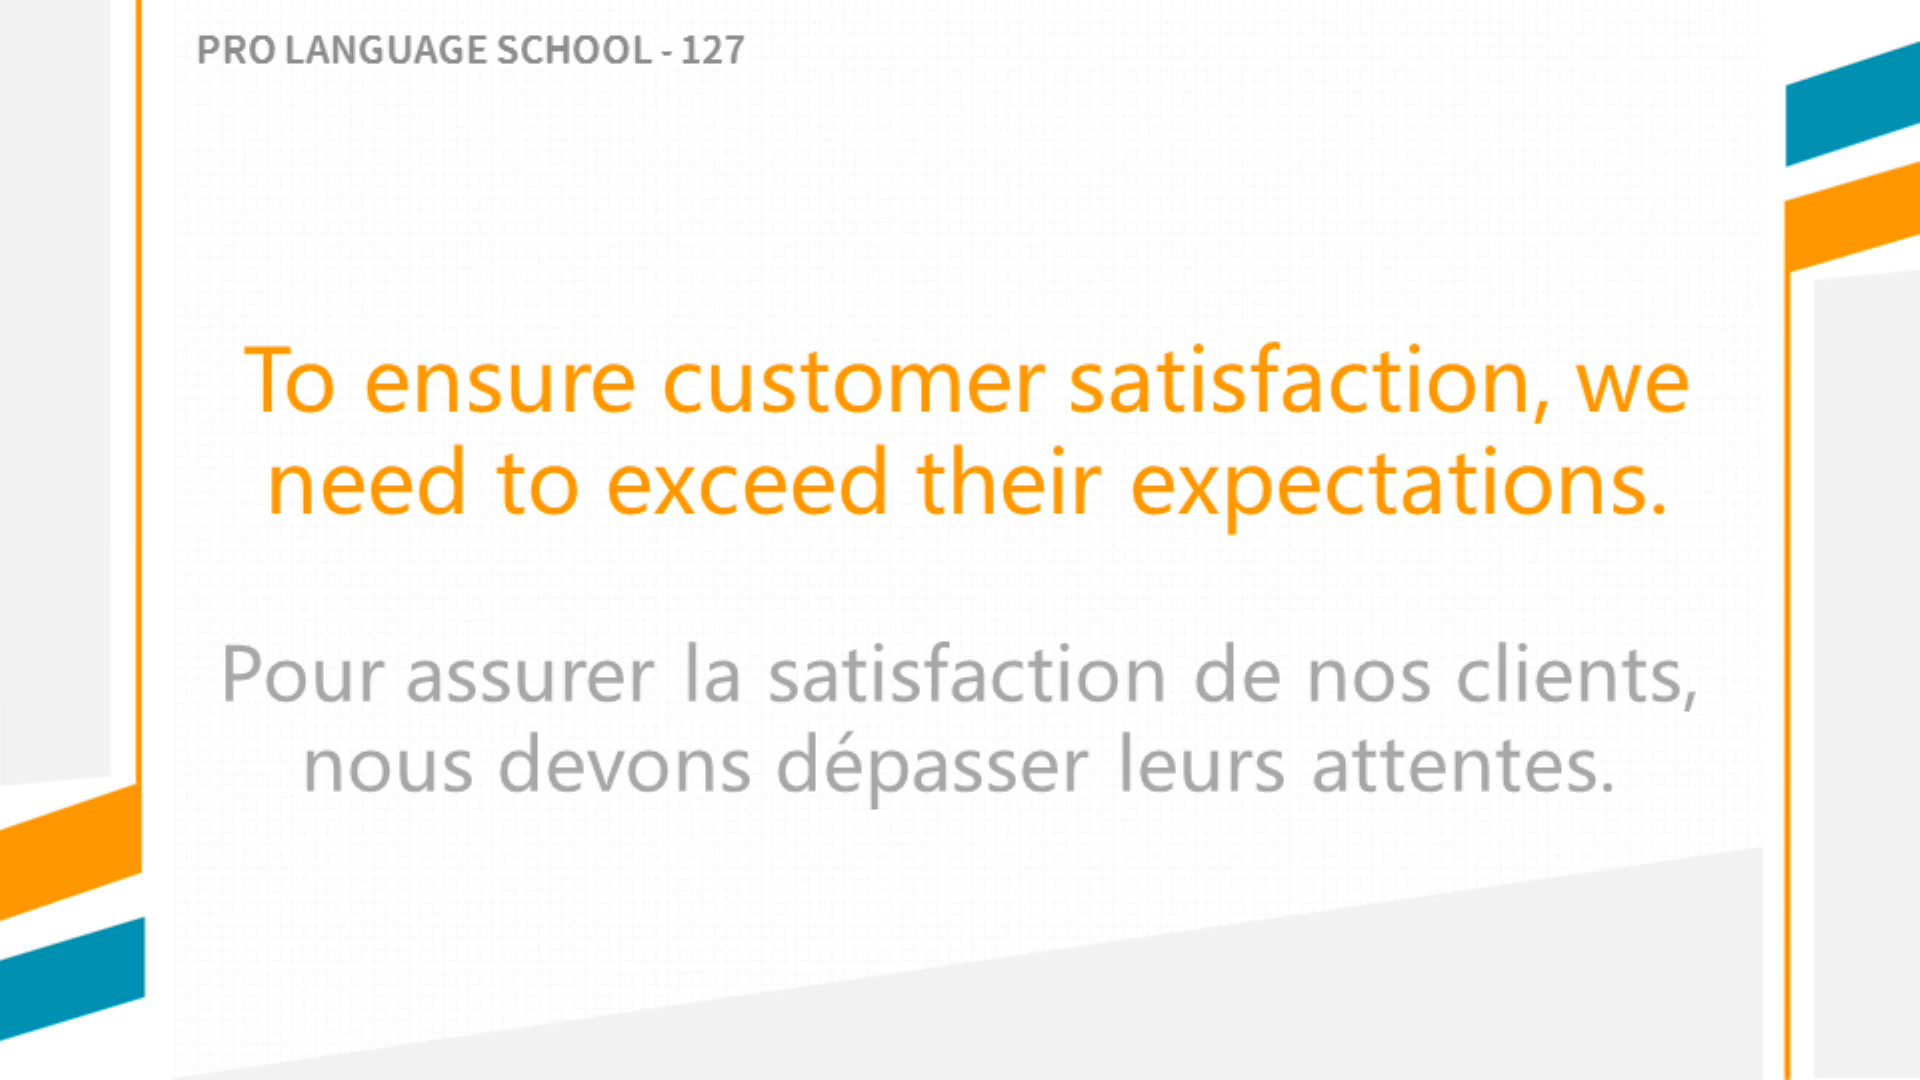 PRO LANGUAGE SCHOOL - 127
To ensure customer satisfaction, we
need to exceed their expectations.
Pour assurer la satisfaction de nos clients,
nous devons dépasser leurs attentes.